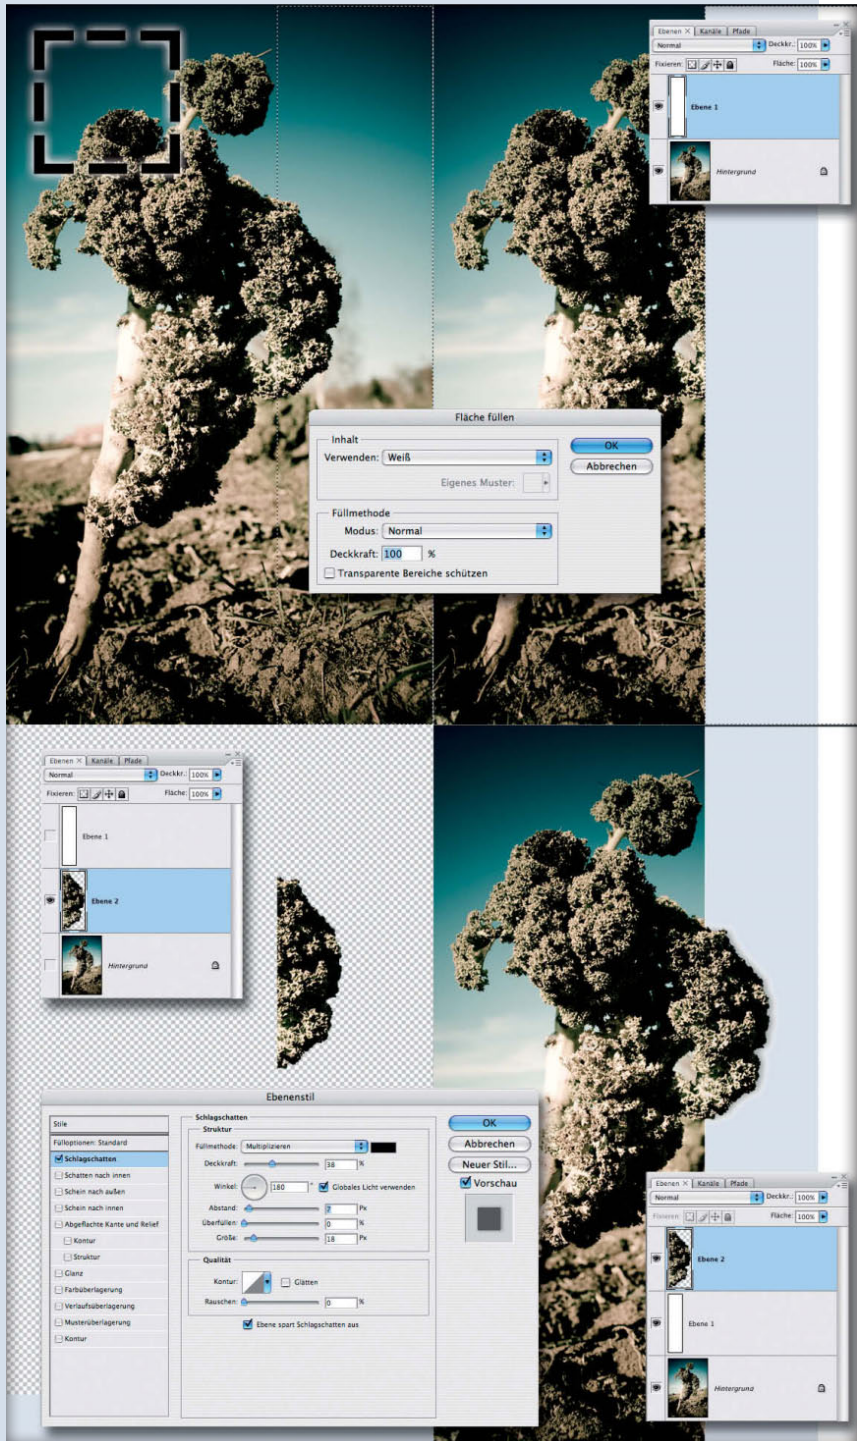 Ebenen × Kanäle Pfade
Normal Deckkr.: 100%
Fixieren: Fläche: 100%
Ebene 1
Hintergrund
Fläche füllen
Inhalt
Verwenden: Weiß
Eigenes Muster:
OK
Abbrechen
Füllmethode
Modus: Normal
Deckkraft: 100 %
Transparente Bereiche schützen
Ebenen × Kanäle Pfade
Normal Deckkr.: 100%
Fixieren: Fläche: 100%
Ebene 1
Ebene 2
Hintergrund
Ebenenstil
Stile
Fülloptionen: Standard
Schlagschatten
Schatten nach innen
Schein nach außen
Schein nach innen
Abgeflachte Kante und Relief
Kontur
Struktur
Glanz
Farbüberlagerung
Verlaufsüberlagerung
Musterüberlagerung
Kontur
Schlagschatten
Struktur
Füllmethode: Multiplizieren
Deckkraft: 38 %
Winkel: 180 ° Globales Licht verwenden
Abstand: 7 Px
Überfüllen: 0 %
Größe: 18 Px
Qualität
Kontur: Glätten
Rauschen: 0 %
Ebene spart Schlagschatten aus
OK
Abbrechen
Neuer Stil...
Vorschau
Ebenen × Kanäle Pfade
Normal Deckkr.: 100%
Fixieren: Fläche: 100%
Ebene 2
Ebene 1
Hintergrund